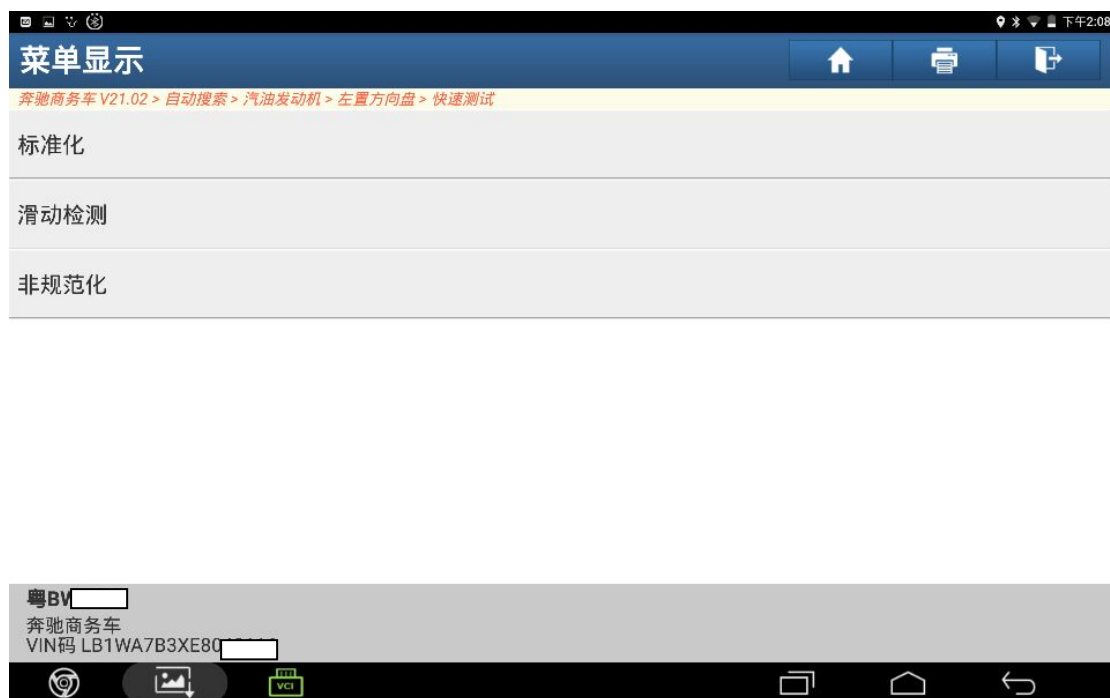 下午2:08
菜单显示
奔驰商务车 V21.02 > 自动搜索 > 汽油发动机 > 左置方向盘 > 快速测试
标准化
滑动检测
非规范化
粤BW
奔驰商务车
VIN码 LB1WA7B3XE80
VCI